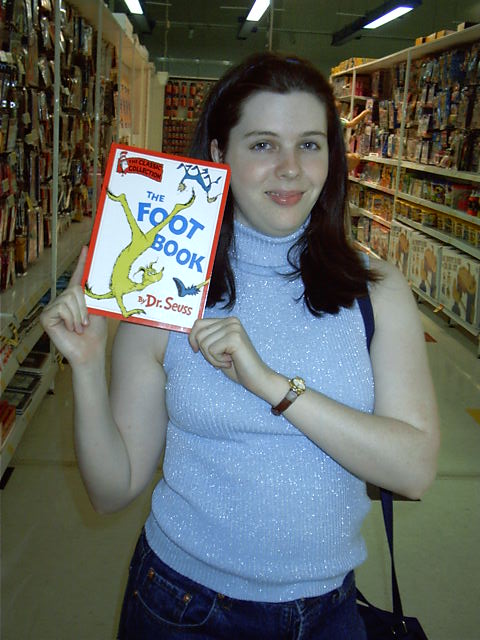 THE CLASSIC
COLLECTION
THE
FOOT
BOOK
By Dr. Seuss